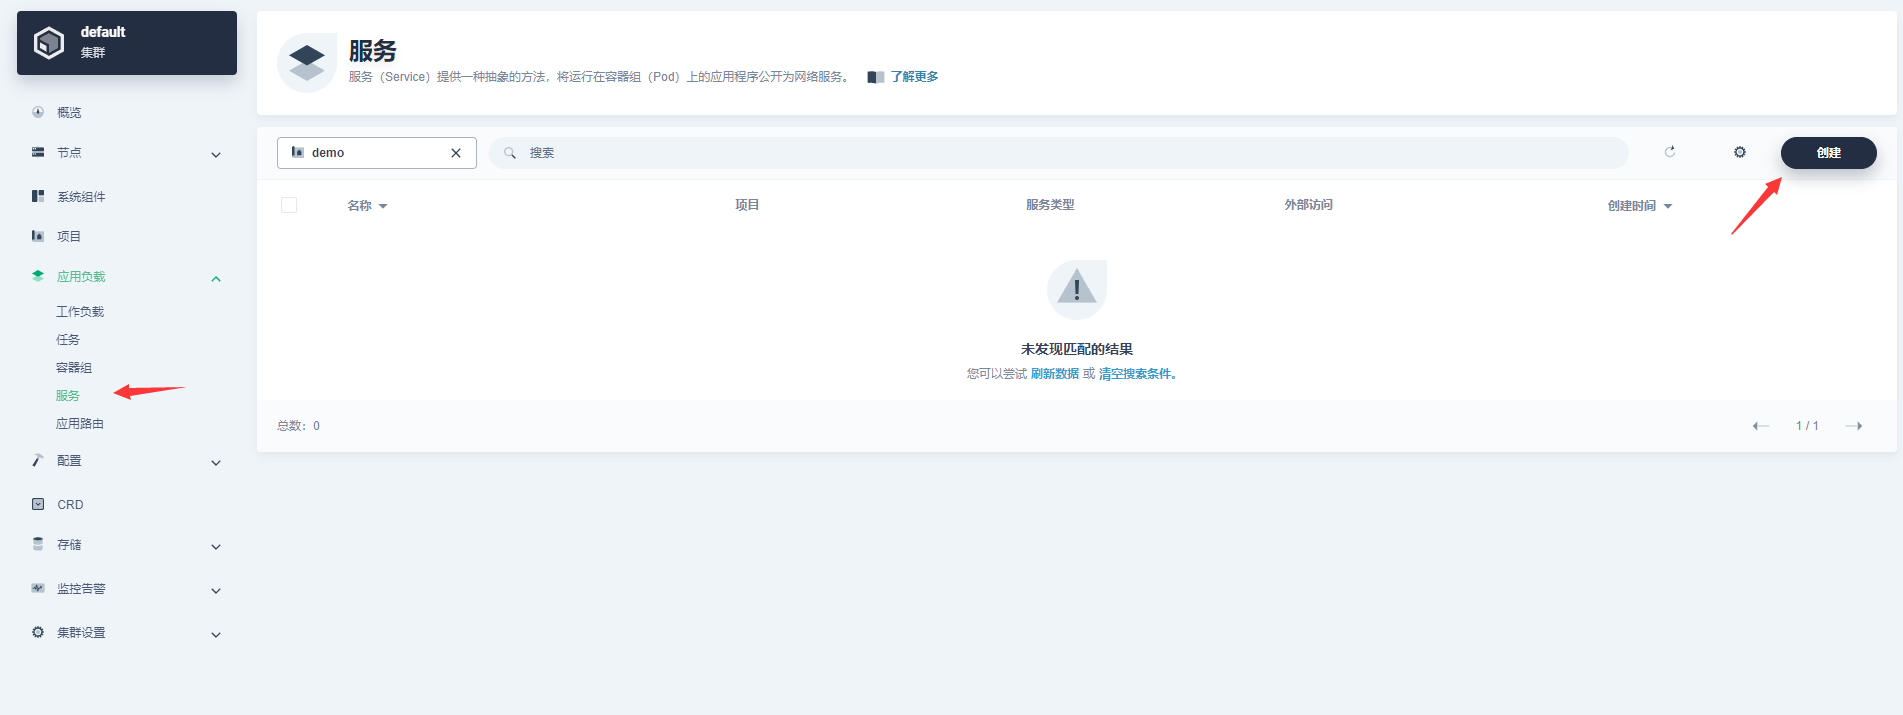 default
集群
概览
节点
系统组件
项目
应用负载
工作负载
任务
容器组
服务
应用路由
配置
CRD
存储
监控告警
集群设置
服务
服务（Service）提供一种抽象的方法，将运行在容器组（Pod）上的应用程序公开为网络服务。 了解更多
demo 搜索 创建
名称 项目 服务类型 外部访问 创建时间
未发现匹配的结果
您可以尝试 刷新数据 或 清空搜索条件。
总数：0 1 / 1